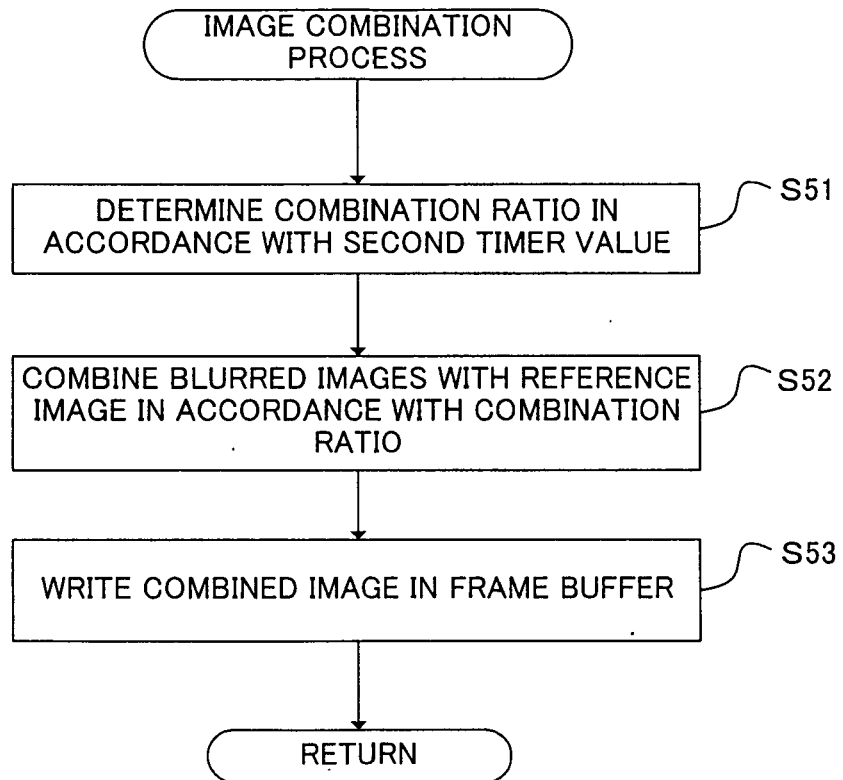 IMAGE COMBINATION
PROCESS
S51
DETERMINE COMBINATION RATIO IN
ACCORDANCE WITH SECOND TIMER VALUE
S52
COMBINE BLURRED IMAGES WITH REFERENCE
IMAGE IN ACCORDANCE WITH COMBINATION
RATIO
S53
WRITE COMBINED IMAGE IN FRAME BUFFER
RETURN